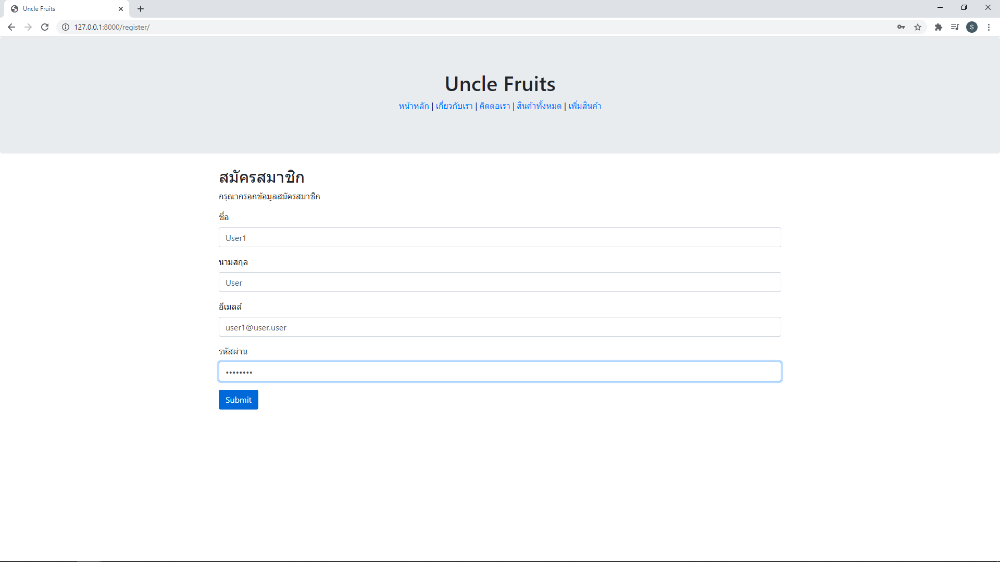 Uncle Fruits
127.0.0.1:8000/register/
S
Uncle Fruits
หน้าหลัก | เกี่ยวกับเรา | ติดต่อเรา | สินค้าทั้งหมด | เพิ่มสินค้า
สมัครสมาชิก
กรุณากรอกข้อมูลสมัครสมาชิก
ชื่อ
User1
นามสกุล
User
อีเมลล์
user1@user.user
รหัสผ่าน
••••••••
Submit